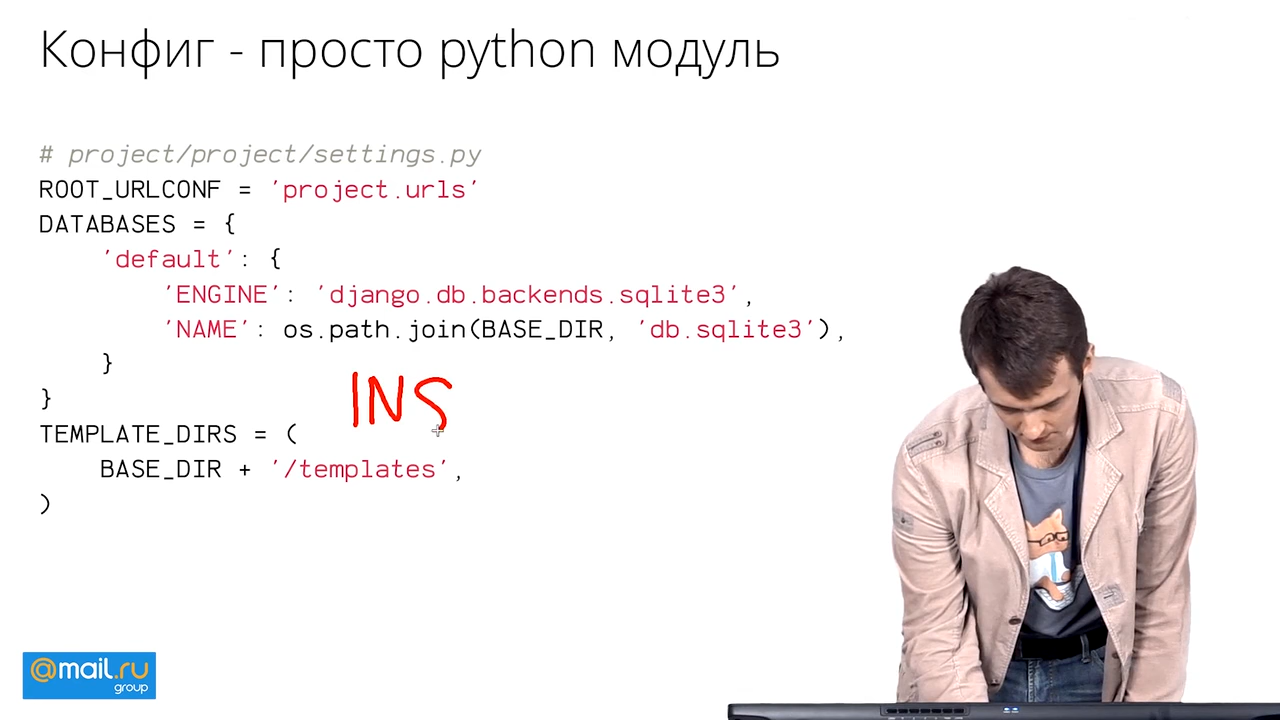 Конфиг - просто python модуль
# project/project/settings.py
ROOT_URLCONF = 'project.urls'
DATABASES = {
    'default': {
        'ENGINE': 'django.db.backends.sqlite3',
        'NAME': os.path.join(BASE_DIR, 'db.sqlite3'),
    }
}
INS
TEMPLATE_DIRS = (
    BASE_DIR + '/templates',
)
@mail.ru
group